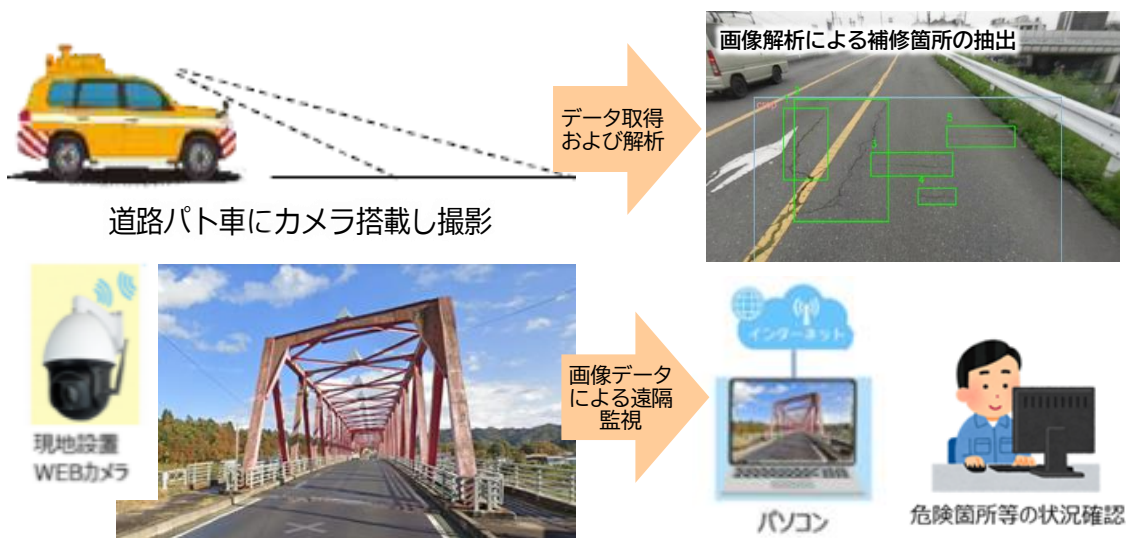 画像解析による補修箇所の抽出
データ取得
および解析
1
3
5
4
道路パト車にカメラ搭載し撮影
インターネット
画像データ
による遠隔
監視
現地設置
WEBカメラ
パソコン
危険箇所等の状況確認